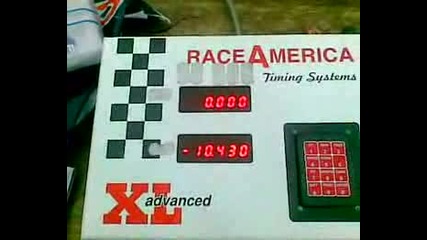 RACEAMERICA
Timing Systems
0.000
-10.430
XL advanced